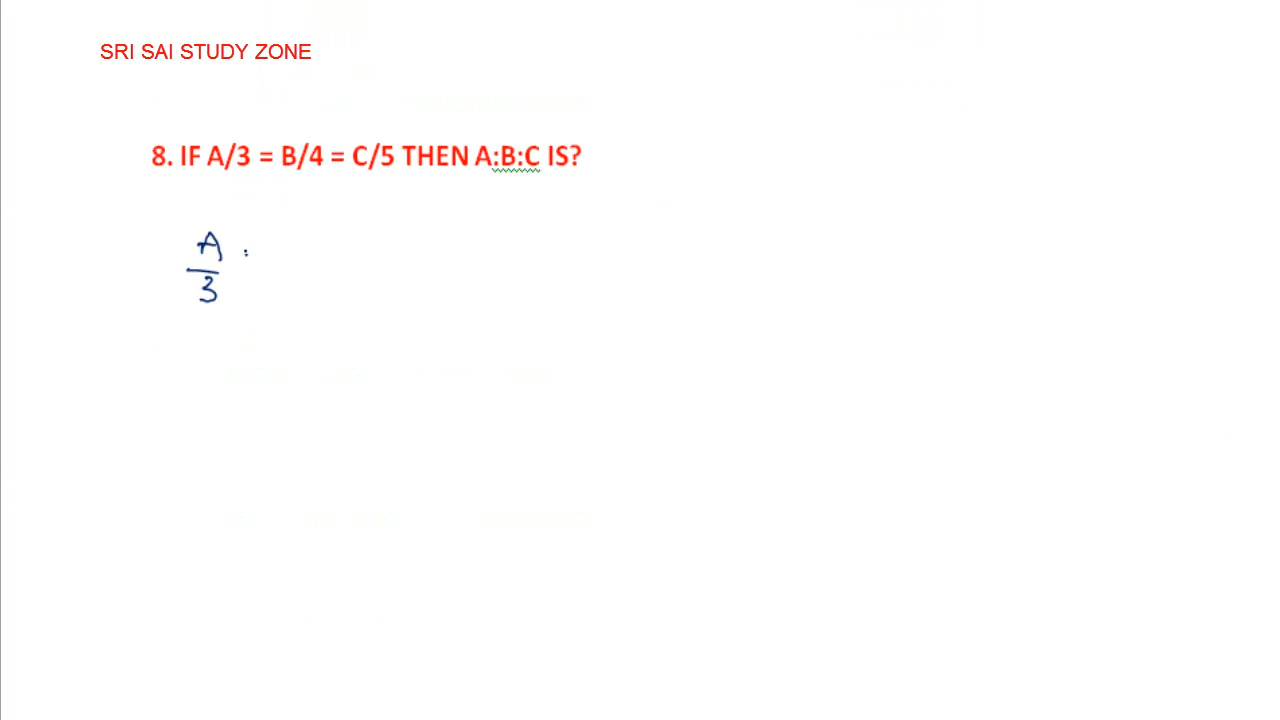 SRI SAI STUDY ZONE
8. IF A/3 = B/4 = C/5 THEN A:B:C IS?
A
3